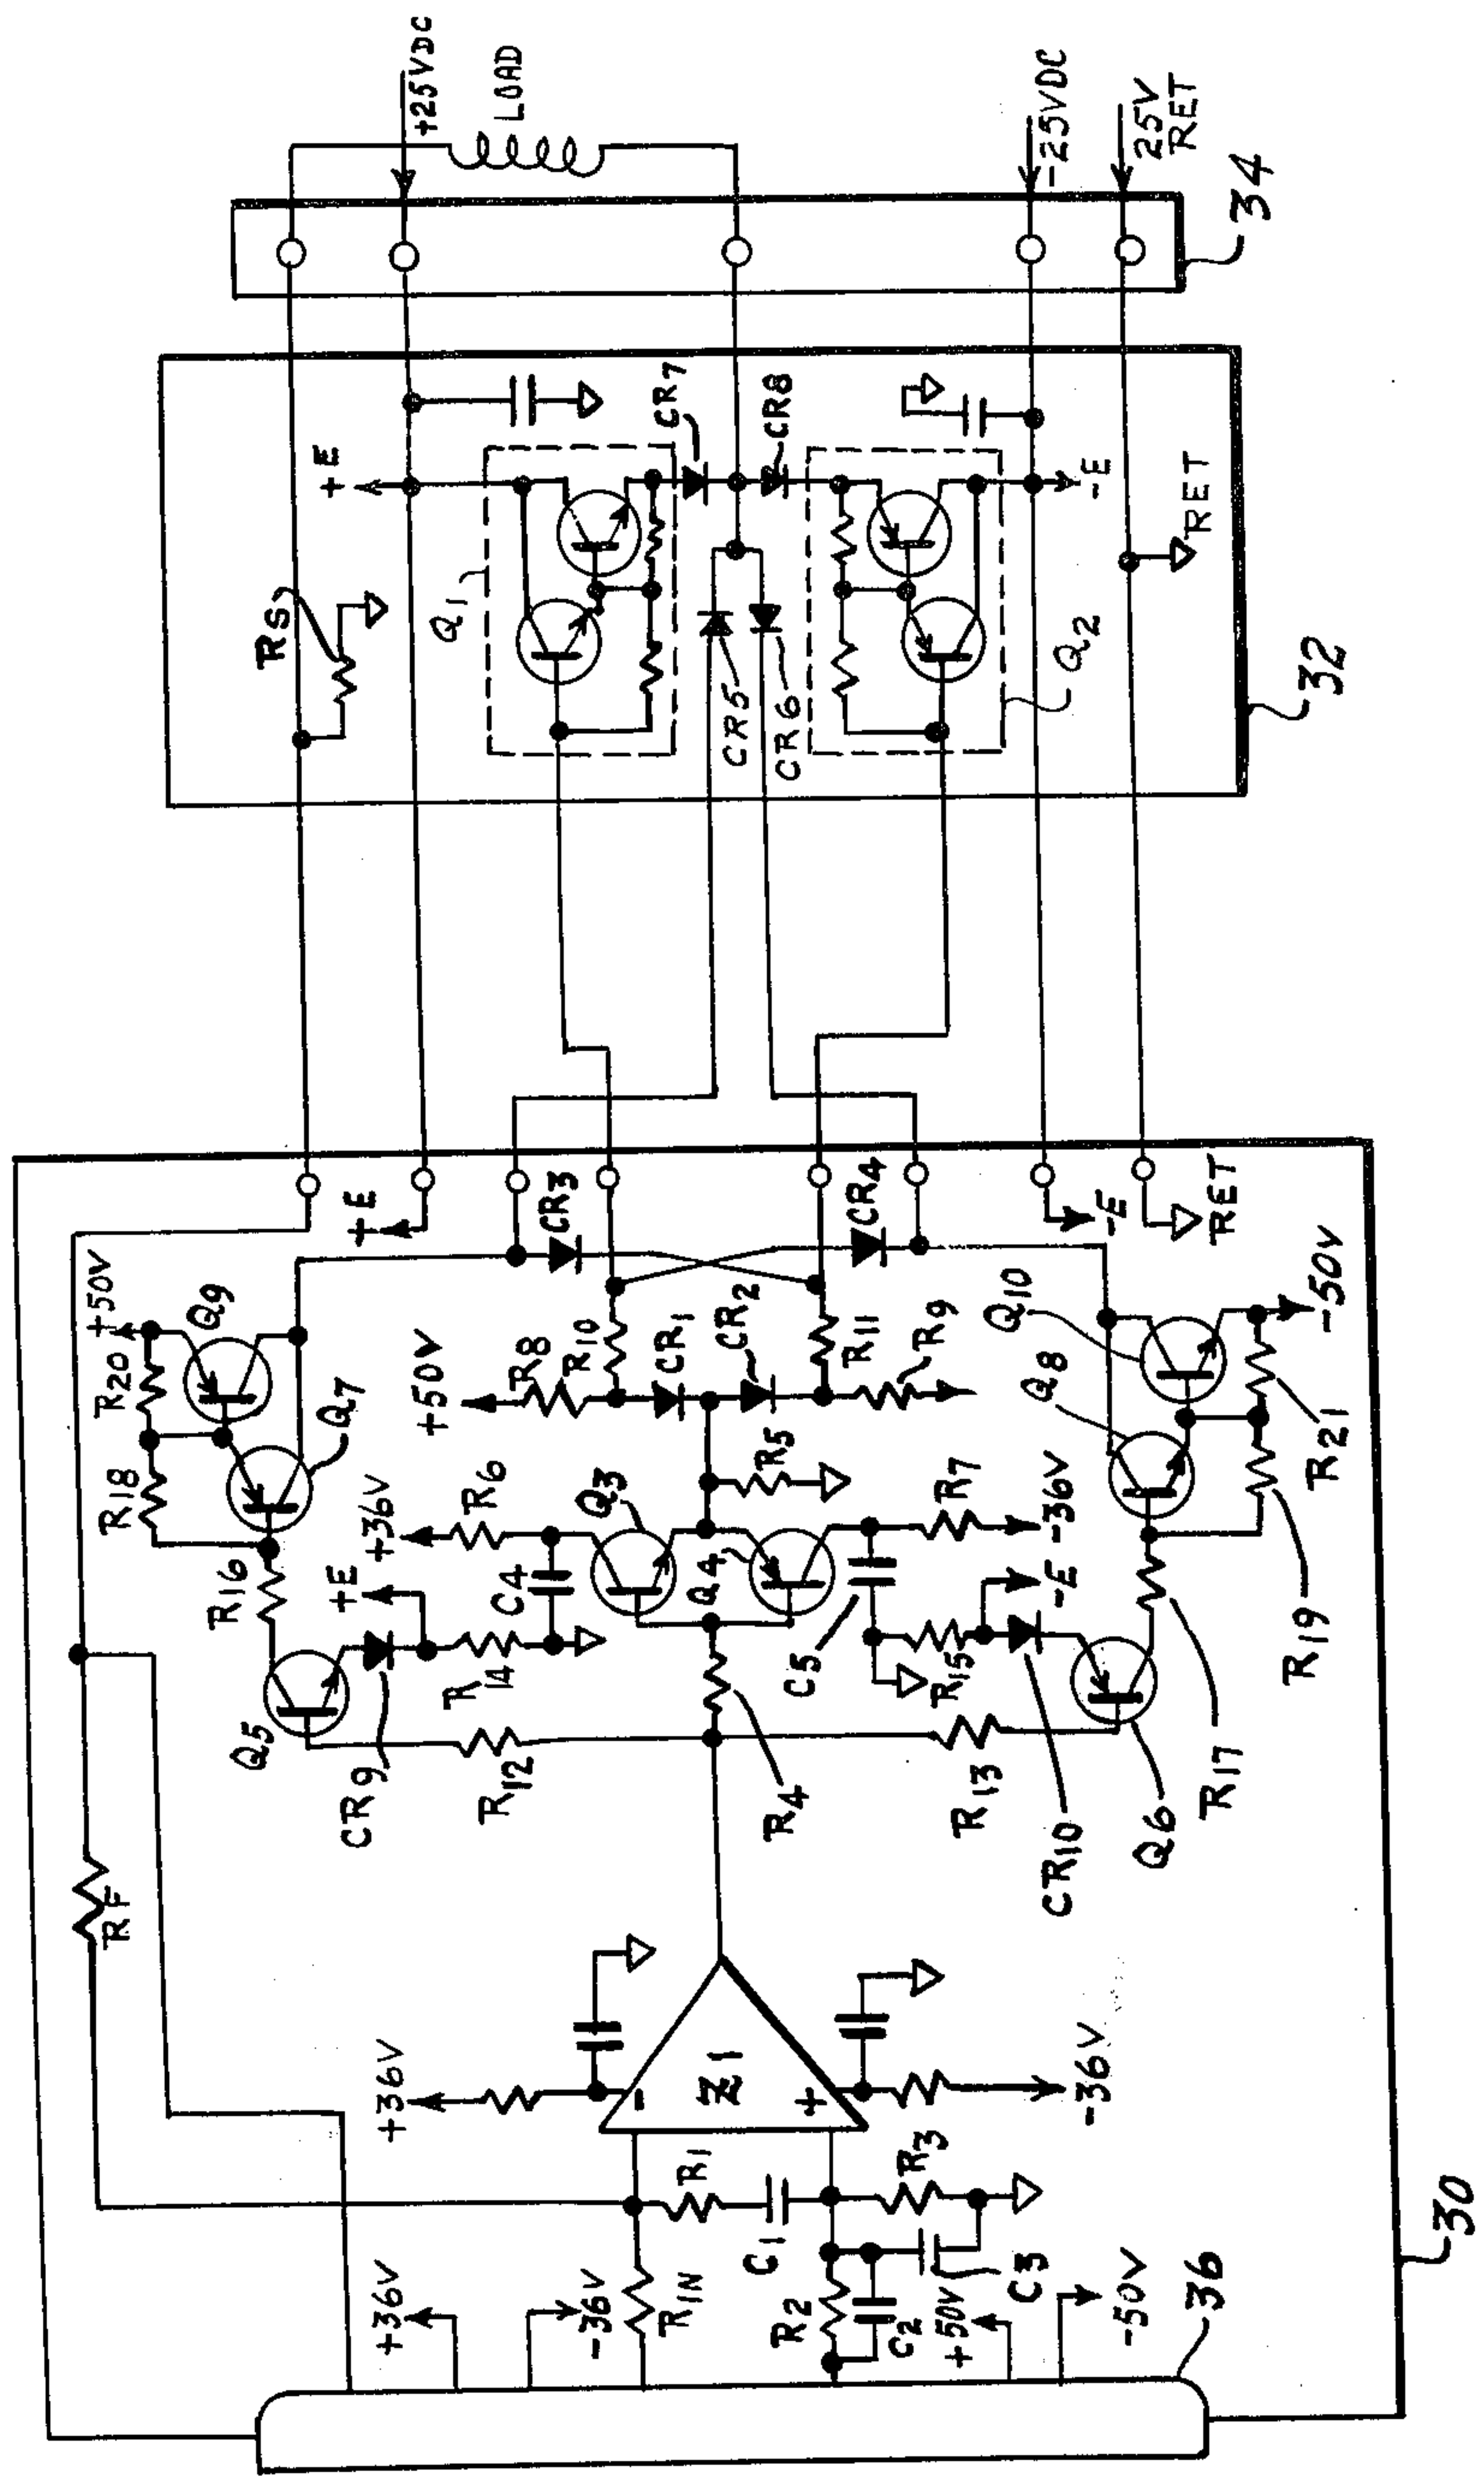 +25VDC
LOAD
-25VDC
25V
RET
34
+E
RS
Q1
CR7
CR8
CR5
CR6
Q2
-E
RET
32
+E
CR3
CR4
-E
RET
+50V
R20
Q9
R18
Q7
R16
+50V
R8
R10
CR1
CR2
R11
R9
Q10
Q8
-50V
R21
R19
+36V
R6
Q3
R5
Q4
R7
-36V
+E
C4
R14
C5
R15
-E
Q5
CR9
R12
R4
R13
CR10
Q6
R17
RF
+36V
-
Z1
+
-36V
R1
C1
R3
+36V
-36V
RIN
R2
C2
+50V
C3
-50V
36
30